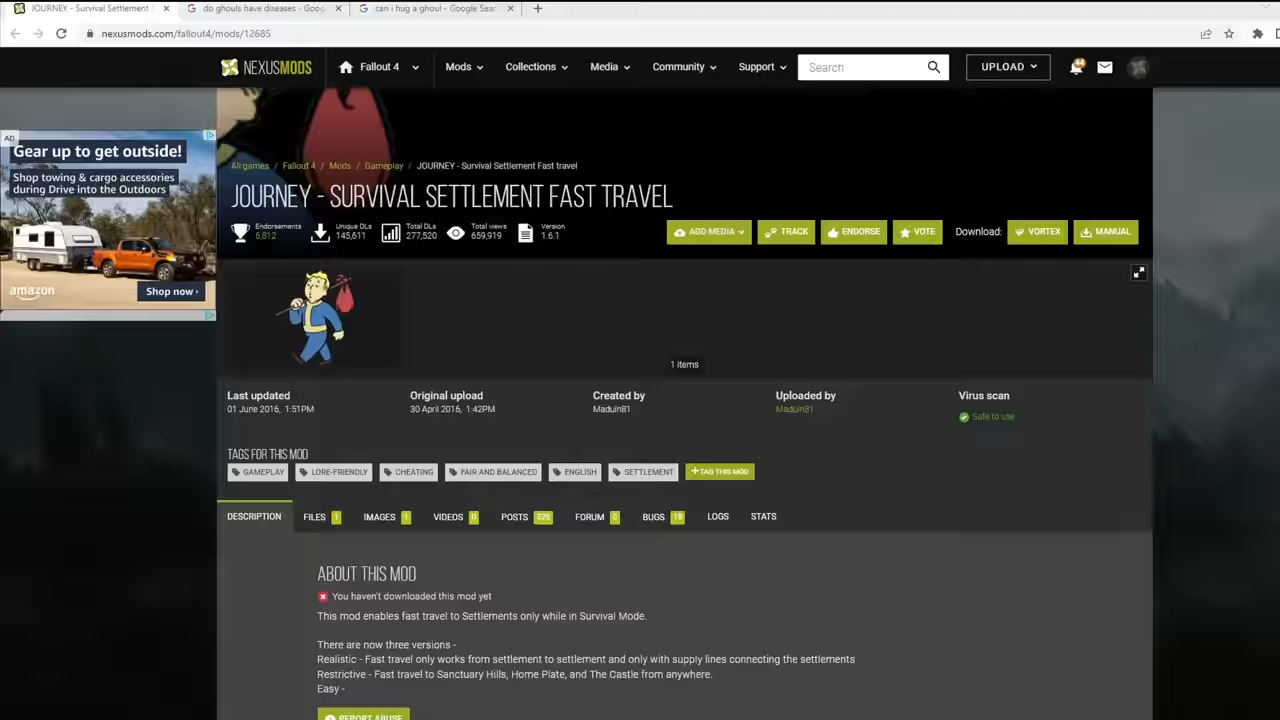 JOURNEY - Survival Settlement
do ghouls have diseases - Goog
can i hug a ghoul - Google Sear
nexusmods.com/fallout4/mods/12685
NEXUSMODS
Fallout 4
Mods
Collections
Media
Community
Support
Search
UPLOAD
AD
Gear up to get outside!
Shop towing & cargo accessories
during Drive into the Outdoors
amazon
Shop now ›
All games / Fallout 4 / Mods / Gameplay / JOURNEY - Survival Settlement Fast travel
JOURNEY - SURVIVAL SETTLEMENT FAST TRAVEL
Endorsements
6,812
Unique DLs
145,611
Total DLs
277,520
Total views
659,919
Version
1.6.1
ADD MEDIA
TRACK
ENDORSE
VOTE
Download:
VORTEX
MANUAL
1 items
Last updated
01 June 2016, 1:51PM
Original upload
30 April 2016, 1:42PM
Created by
Maduin81
Uploaded by
Maduin81
Virus scan
Safe to use
TAGS FOR THIS MOD
GAMEPLAY
LORE-FRIENDLY
CHEATING
FAIR AND BALANCED
ENGLISH
SETTLEMENT
+ TAG THIS MOD
DESCRIPTION
FILES 1
IMAGES 1
VIDEOS 0
POSTS 529
FORUM 0
BUGS 18
LOGS
STATS
ABOUT THIS MOD
You haven't downloaded this mod yet
This mod enables fast travel to Settlements only while in Survival Mode.
There are now three versions -
Realistic - Fast travel only works from settlement to settlement and only with supply lines connecting the settlements
Restrictive - Fast travel to Sanctuary Hills, Home Plate, and The Castle from anywhere.
Easy -
REPORT ABUSE